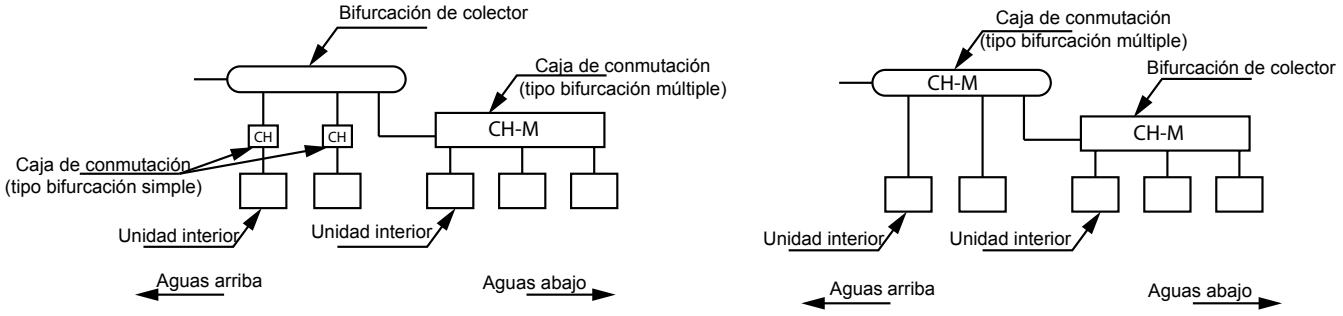 Bifurcación de colector
Caja de conmutación
(tipo bifurcación múltiple)
CH
CH
CH-M
Caja de conmutación
(tipo bifurcación simple)
Unidad interior
Unidad interior
Aguas arriba
Aguas abajo
Caja de conmutación
(tipo bifurcación múltiple)
Bifurcación de colector
CH-M
CH-M
Unidad interior
Unidad interior
Aguas arriba
Aguas abajo